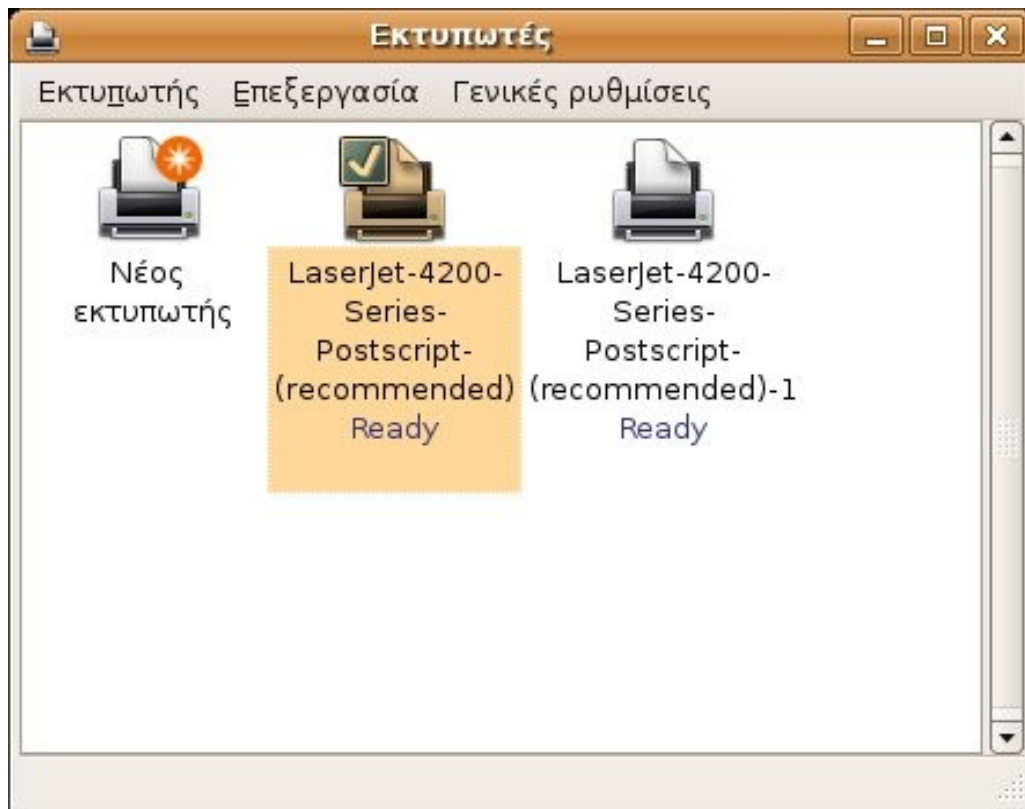 Εκτυπωτές
Εκτυπωτής Επεξεργασία Γενικές ρυθμίσεις
Νέος
εκτυπωτής
LaserJet-4200-
Series-
Postscript-
(recommended)
Ready
LaserJet-4200-
Series-
Postscript-
(recommended)-1
Ready